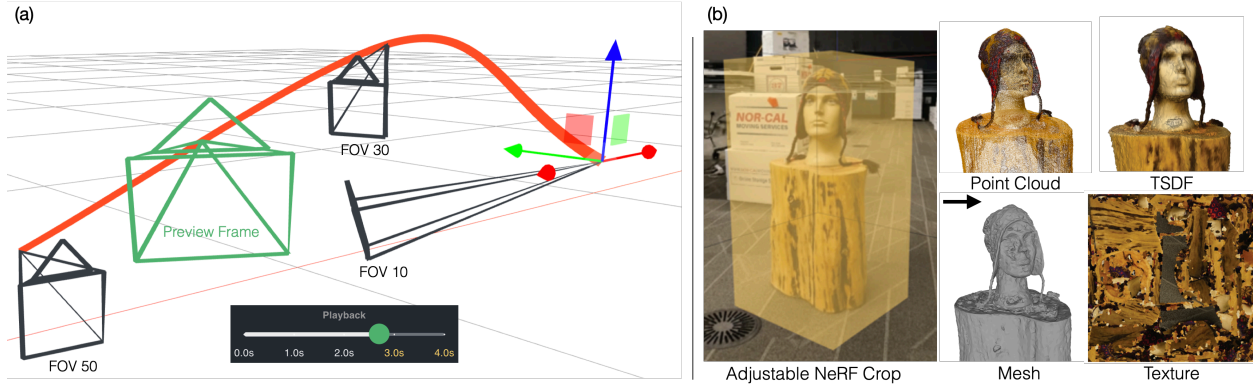 (a)
FOV 30
Preview Frame
FOV 10
FOV 50
Playback
0.0s 1.0s 2.0s 3.0s 4.0s
(b)
NOR-CAL
MOVING SERVICES
Adjustable NeRF Crop
Point Cloud
TSDF
Mesh
Texture